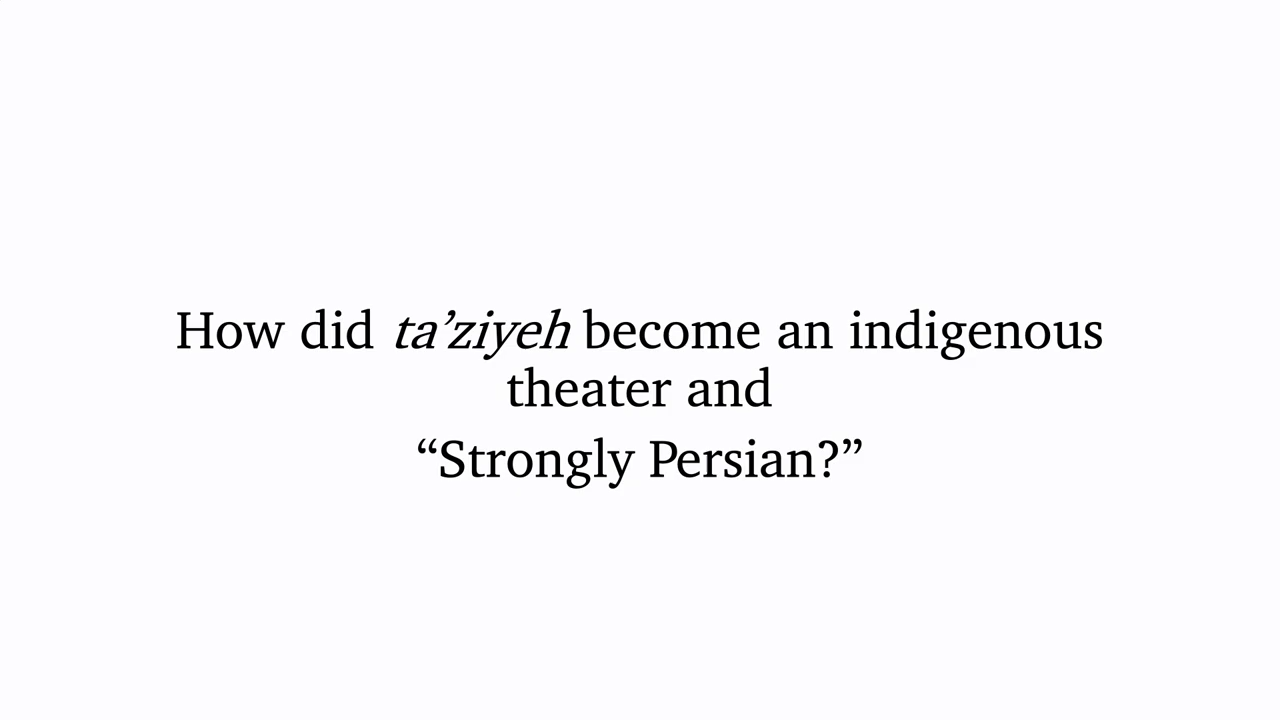 How did ta’ziyeh become an indigenous
theater and
“Strongly Persian?”